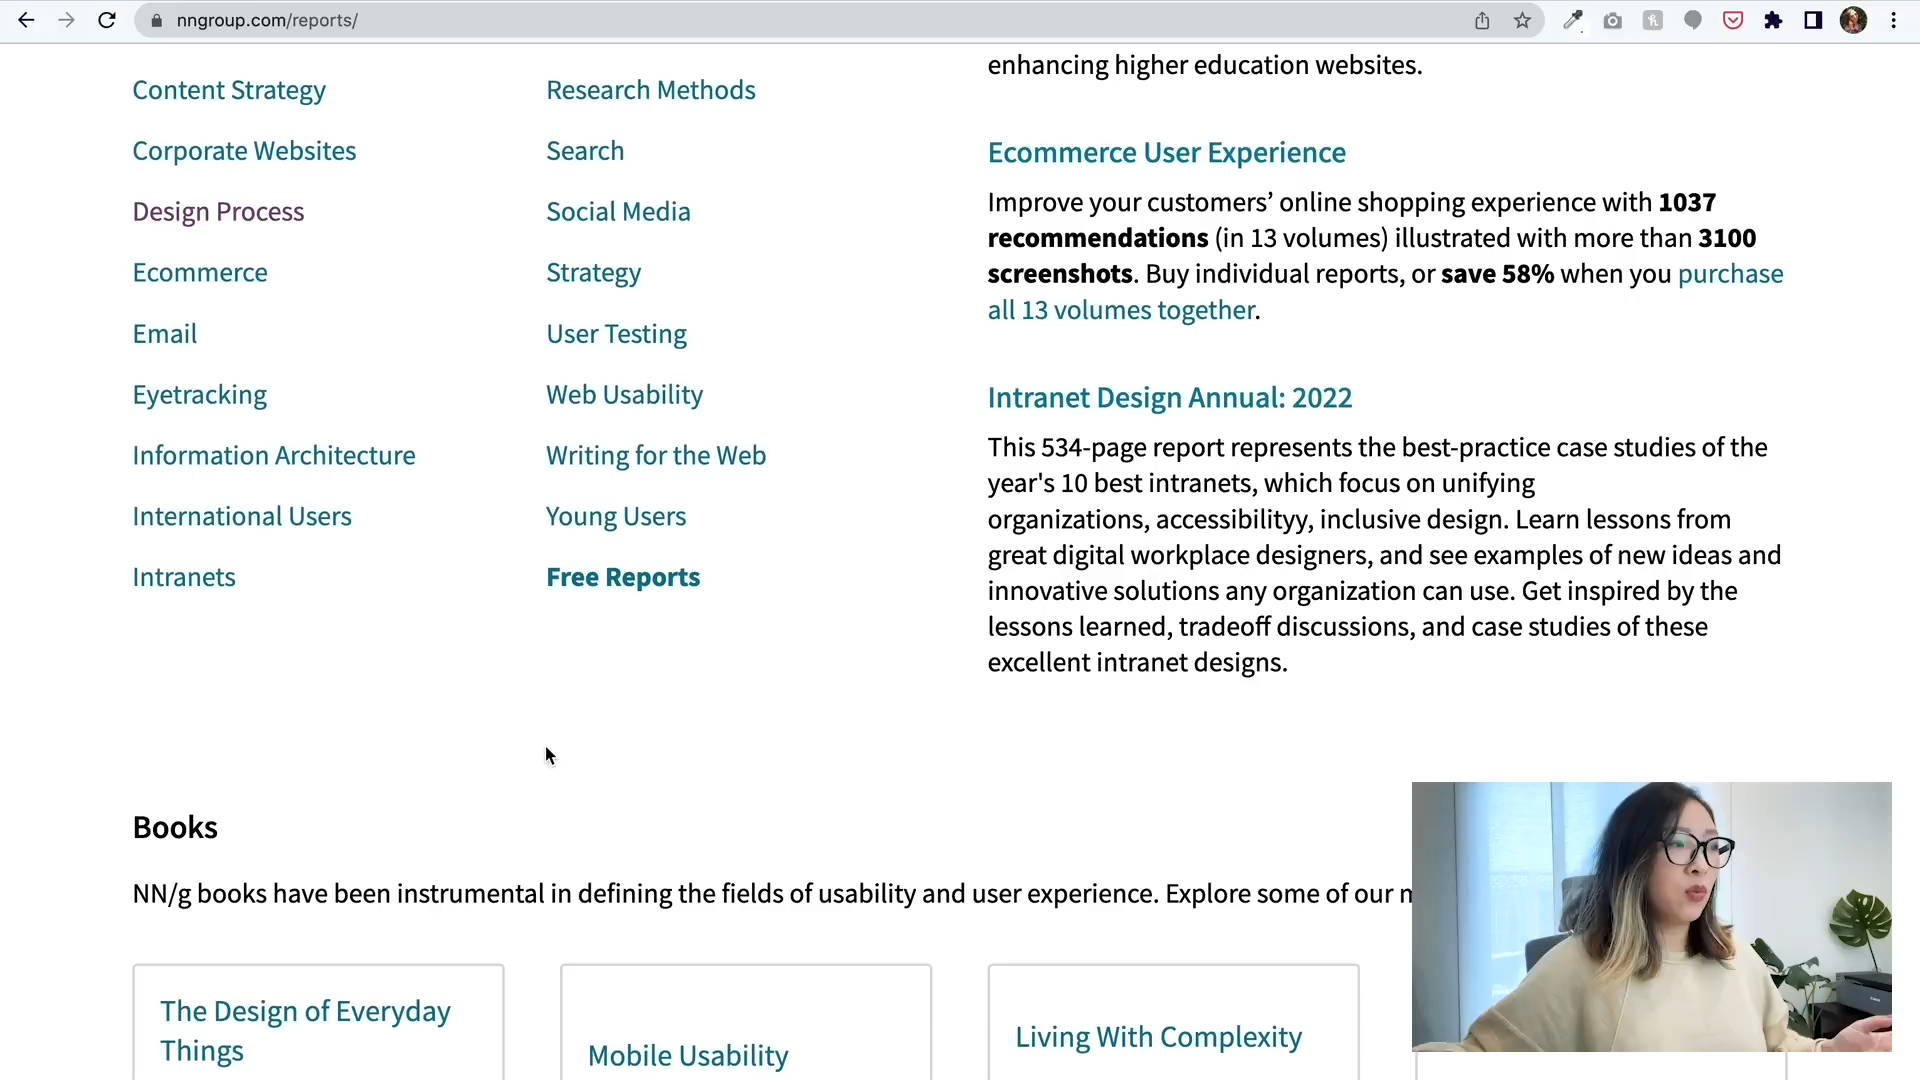 nngroup.com/reports/
Content Strategy
Corporate Websites
Design Process
Ecommerce
Email
Eyetracking
Information Architecture
International Users
Intranets
Research Methods
Search
Social Media
Strategy
User Testing
Web Usability
Writing for the Web
Young Users
Free Reports
enhancing higher education websites.
Ecommerce User Experience
Improve your customers’ online shopping experience with 1037
recommendations (in 13 volumes) illustrated with more than 3100
screenshots. Buy individual reports, or save 58% when you purchase
all 13 volumes together.
Intranet Design Annual: 2022
This 534-page report represents the best-practice case studies of the
year's 10 best intranets, which focus on unifying
organizations, accessibilityy, inclusive design. Learn lessons from
great digital workplace designers, and see examples of new ideas and
innovative solutions any organization can use. Get inspired by the
lessons learned, tradeoff discussions, and case studies of these
excellent intranet designs.
Books
NN/g books have been instrumental in defining the fields of usability and user experience. Explore some of our
The Design of Everyday
Things
Mobile Usability
Living With Complexity